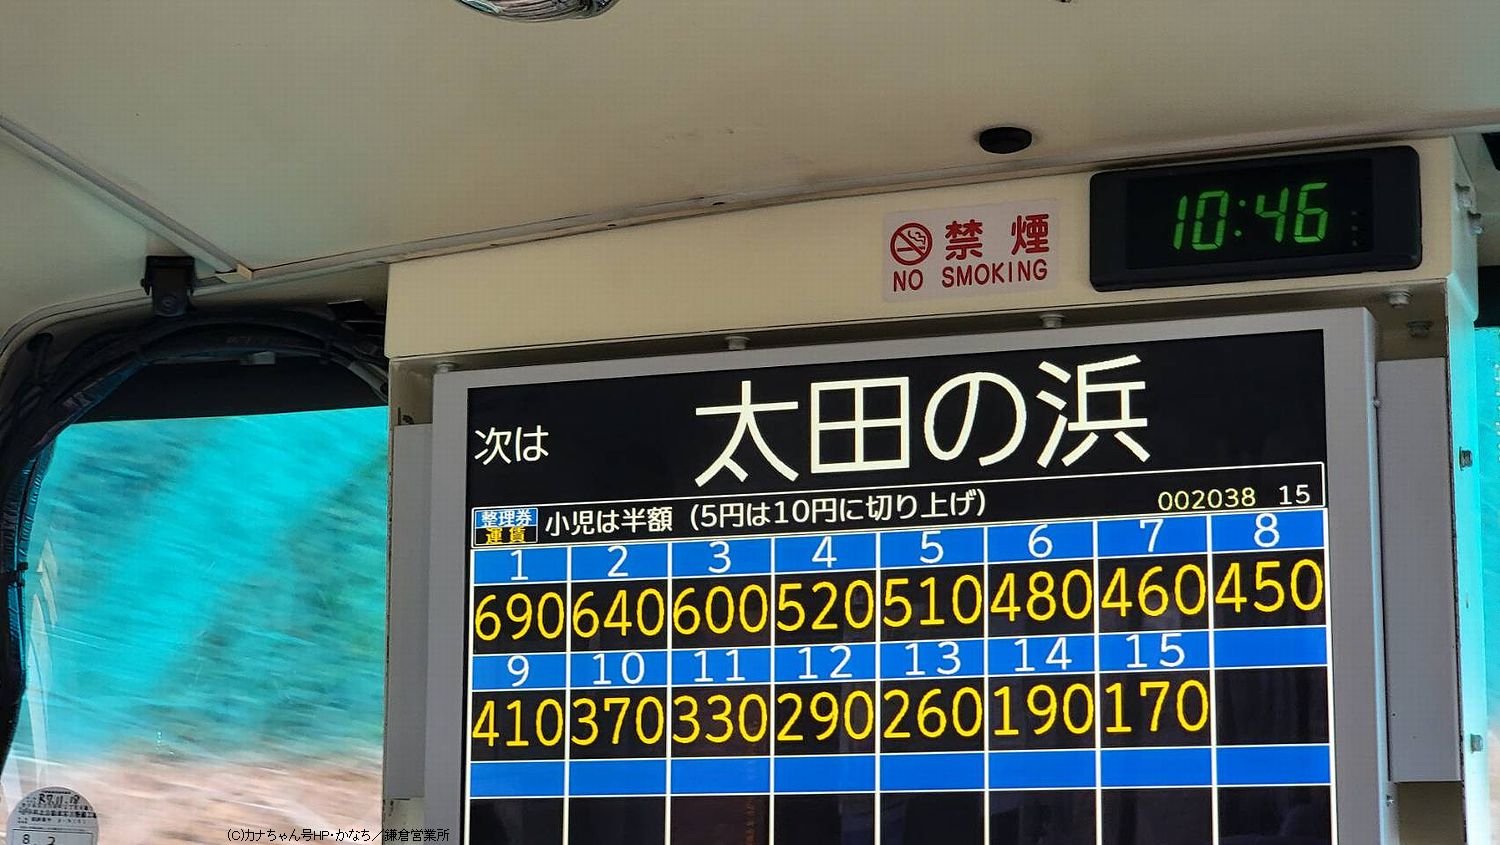 禁煙
NO SMOKING
10:46
次は 太田の浜
整理券
運賃
小児は半額 (5円は10円に切り上げ) 002038 15
1 2 3 4 5 6 7 8
690 640 600 520 510 480 460 450
9 10 11 12 13 14 15
410 370 330 290 260 190 170
8.2
(C)カナちゃん号HP・かなち/鎌倉営業所